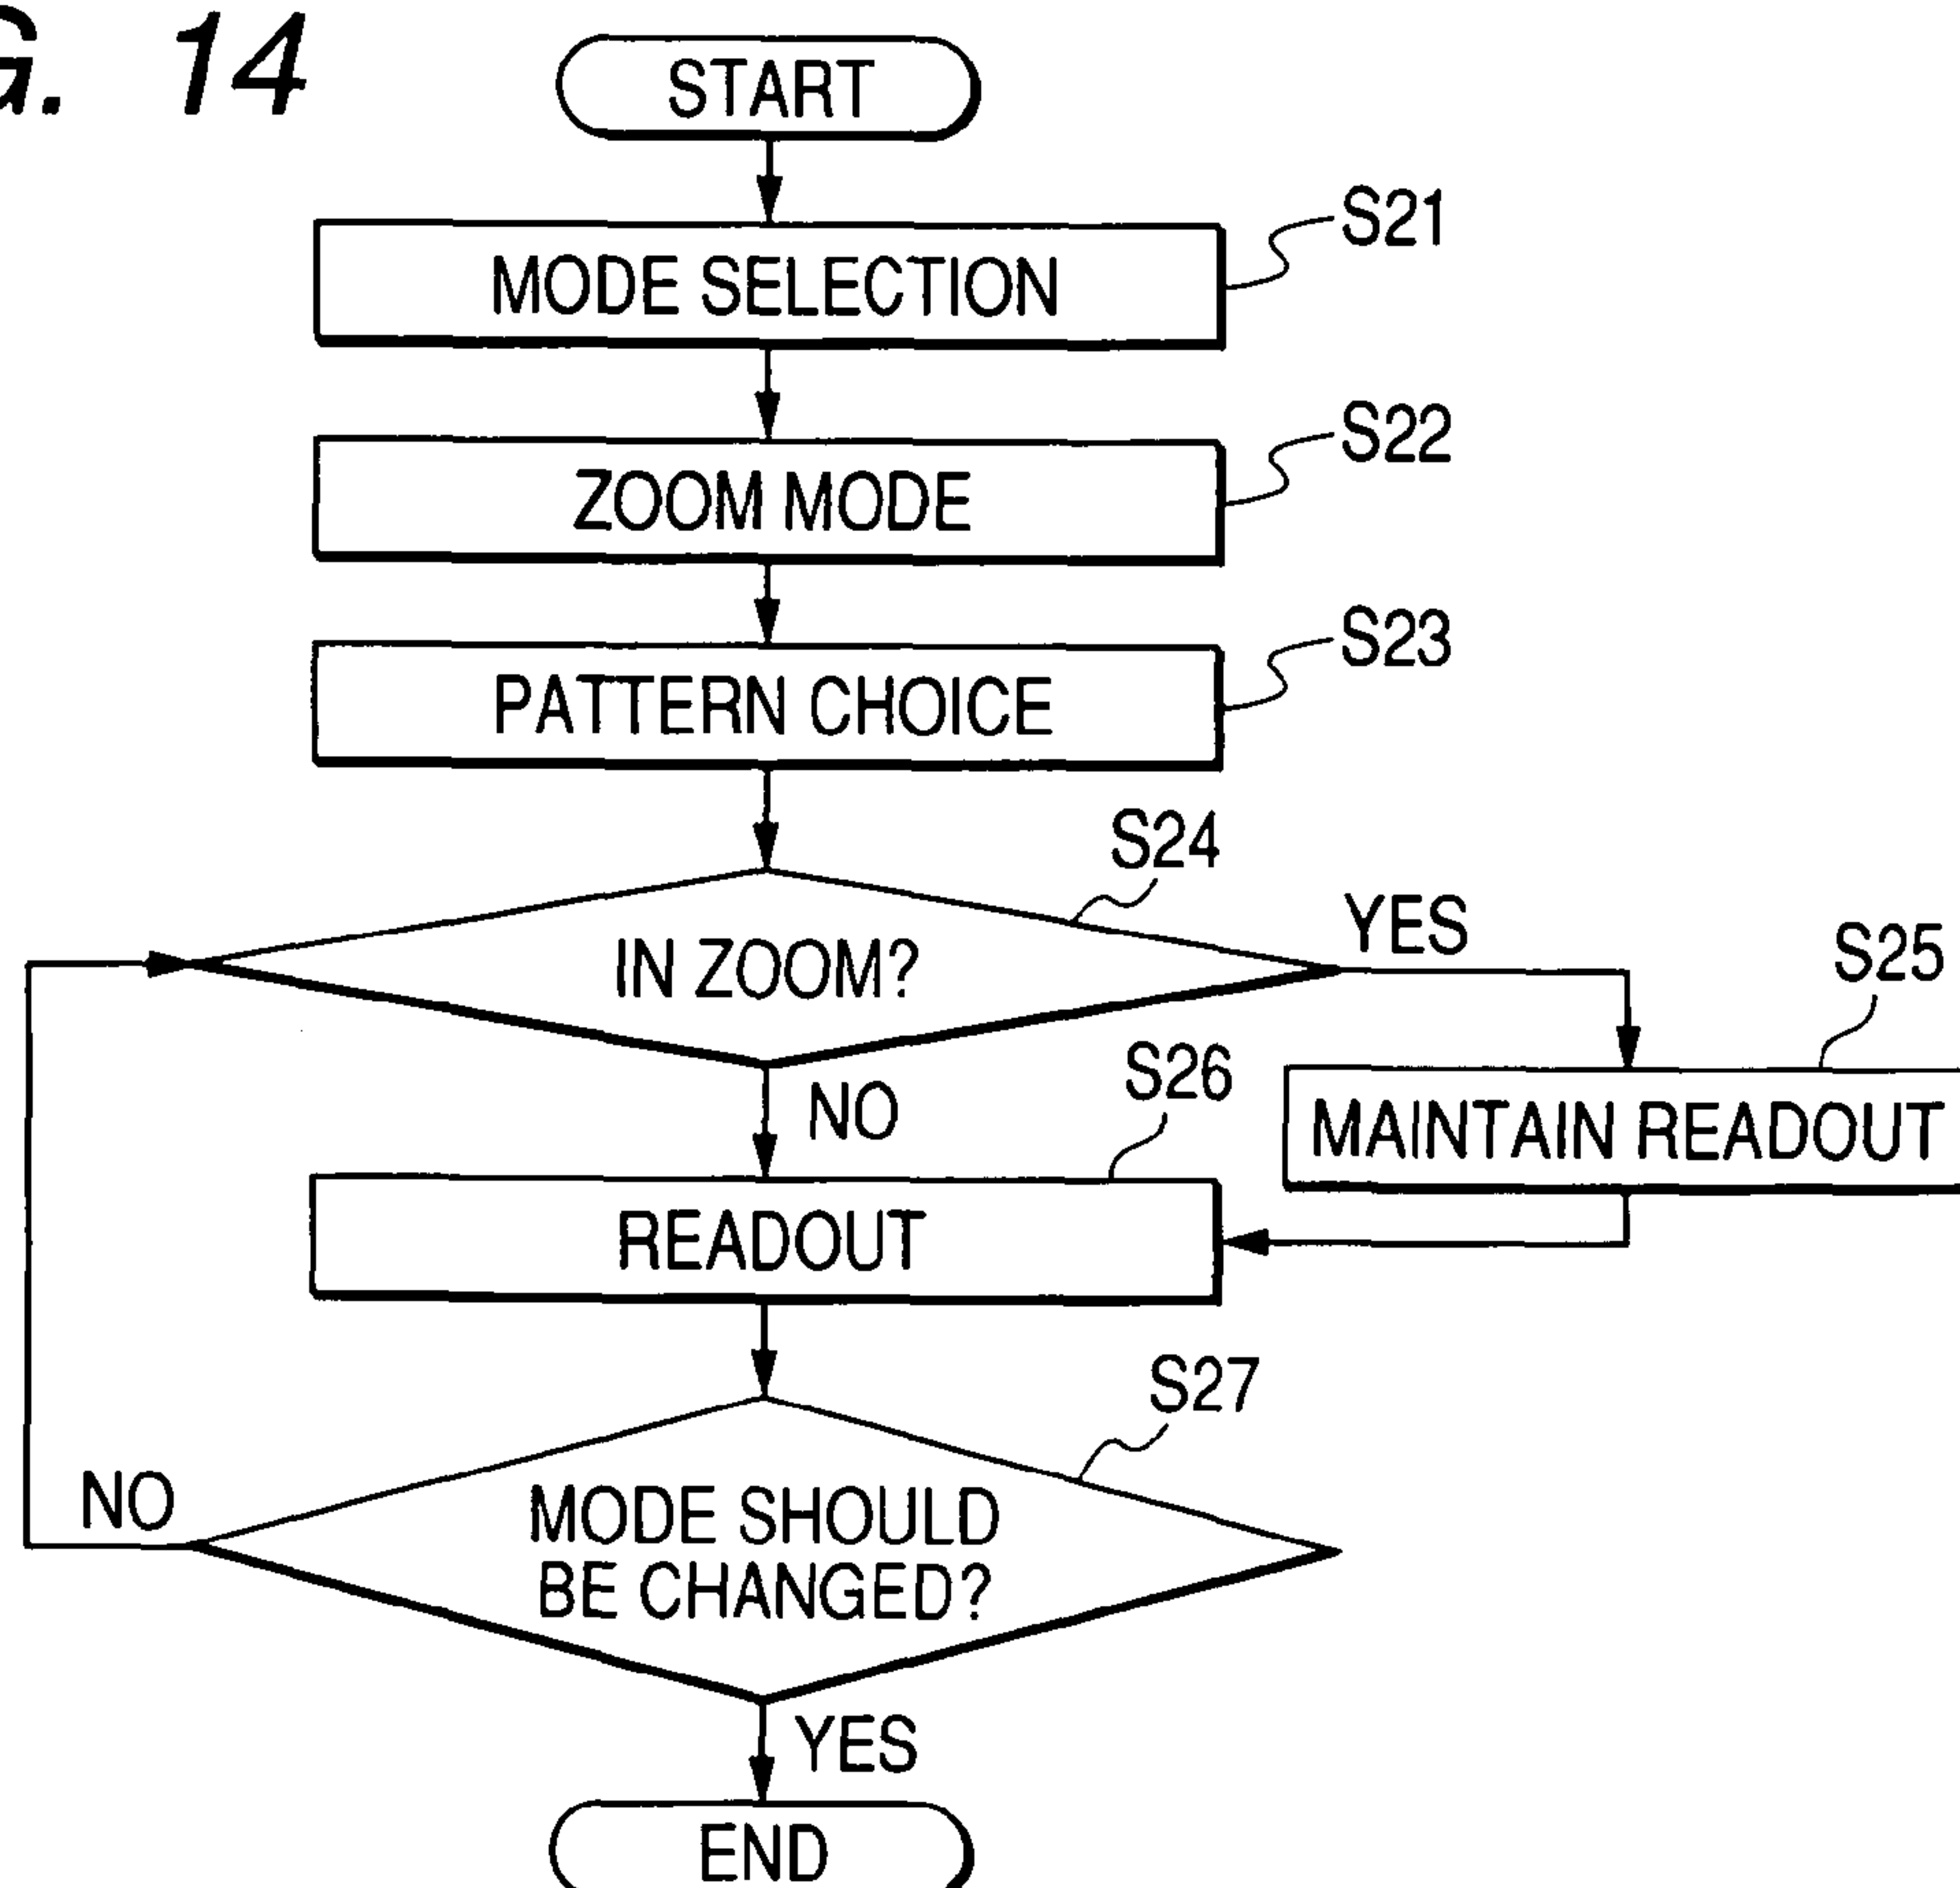 G. 14
START
S21
MODE SELECTION
S22
ZOOM MODE
S23
PATTERN CHOICE
S24
IN ZOOM?
YES
S25
MAINTAIN READOUT
NO
S26
READOUT
S27
MODE SHOULD
BE CHANGED?
NO
YES
END